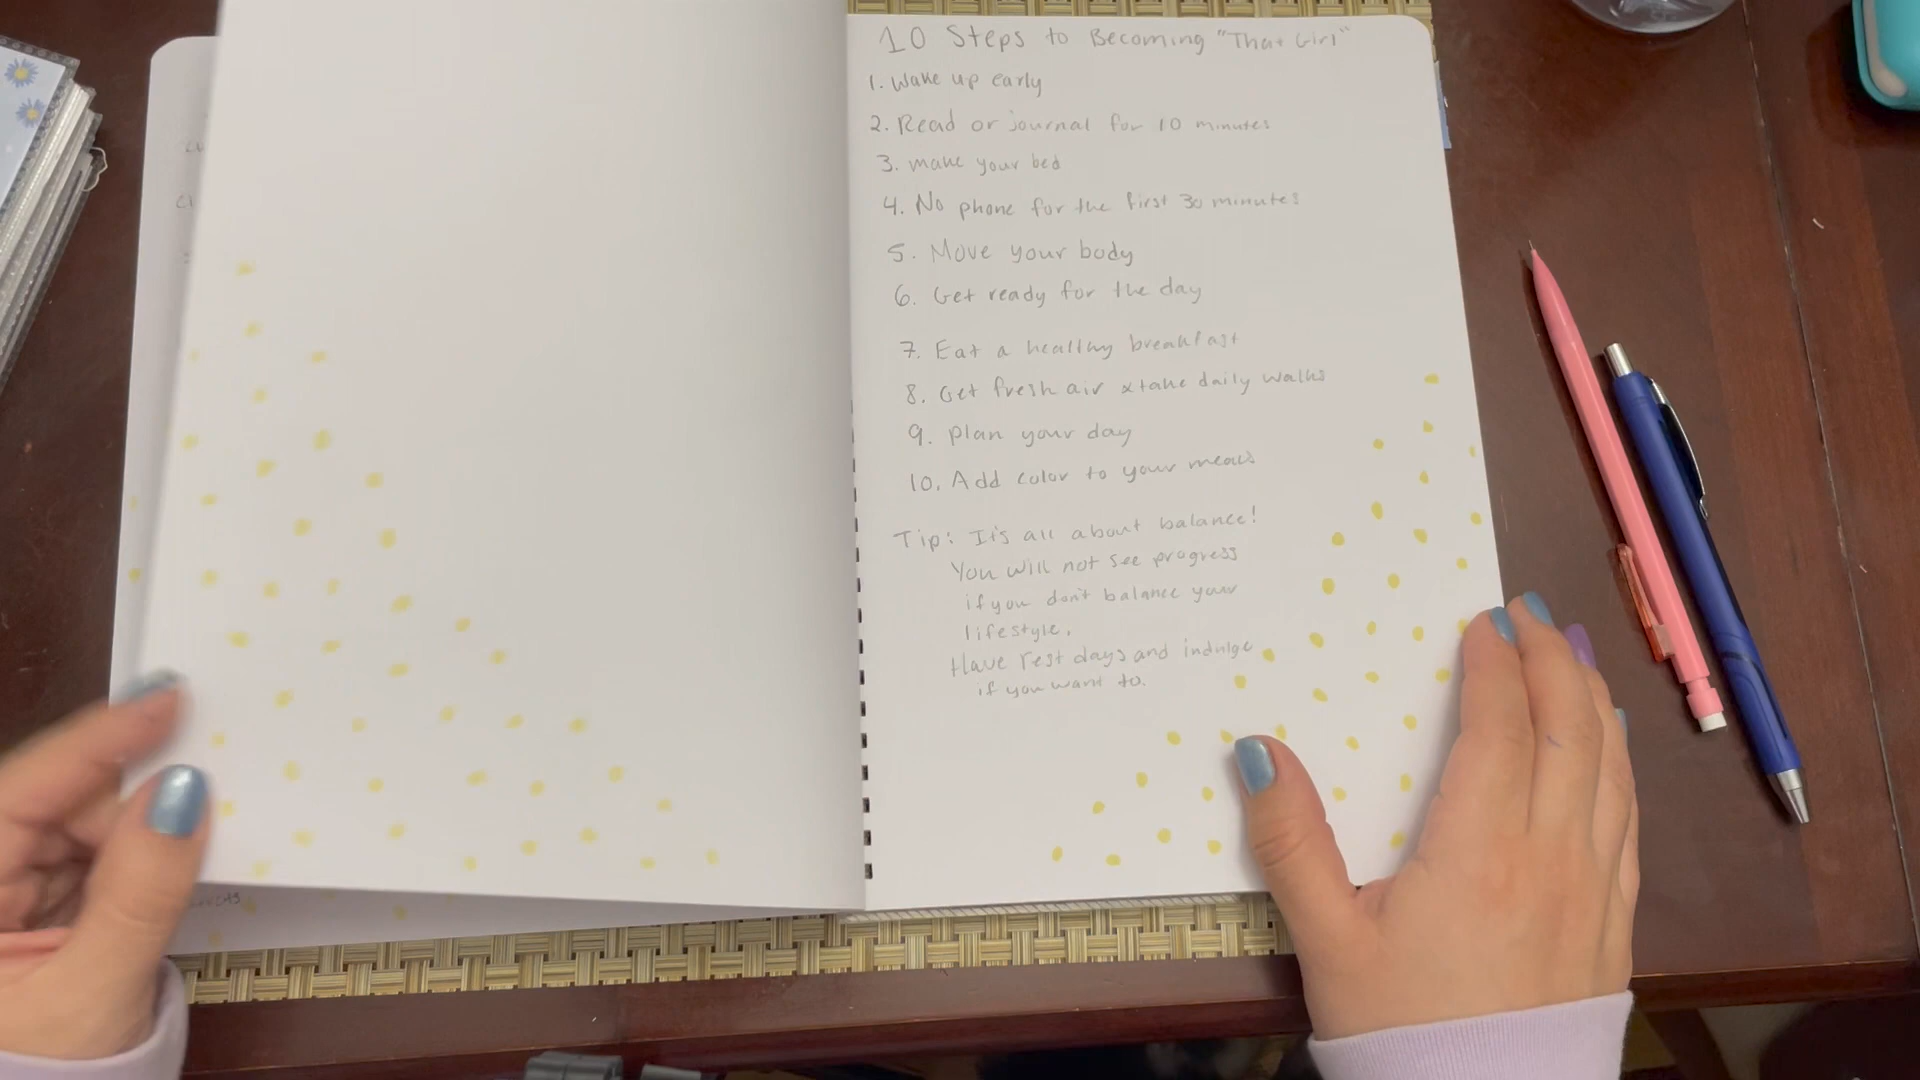 10 Steps to Becoming "That Girl"
1. Wake up early
2. Read or journal for 10 minutes
3. make your bed
4. No phone for the first 30 minutes
5. Move your body
6. Get ready for the day
7. Eat a healthy breakfast
8. Get fresh air & take daily walks
9. plan your day
10. Add color to your meals
Tip: It's all about balance!
You will not see progress
if you don't balance your
lifestyle.
Have rest days and indulge
if you want to.